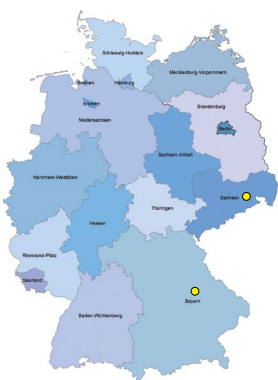 Schleswig-Holstein
Mecklenburg-Vorpommern
Bremen
Hamburg
Bremen
Brandenburg
Niedersachsen
Berlin
Sachsen-Anhalt
Nordrhein-Westfalen
Sachsen
Thüringen
Hessen
Rheinland-Pfalz
Saarland
Bayern
Baden-Württemberg